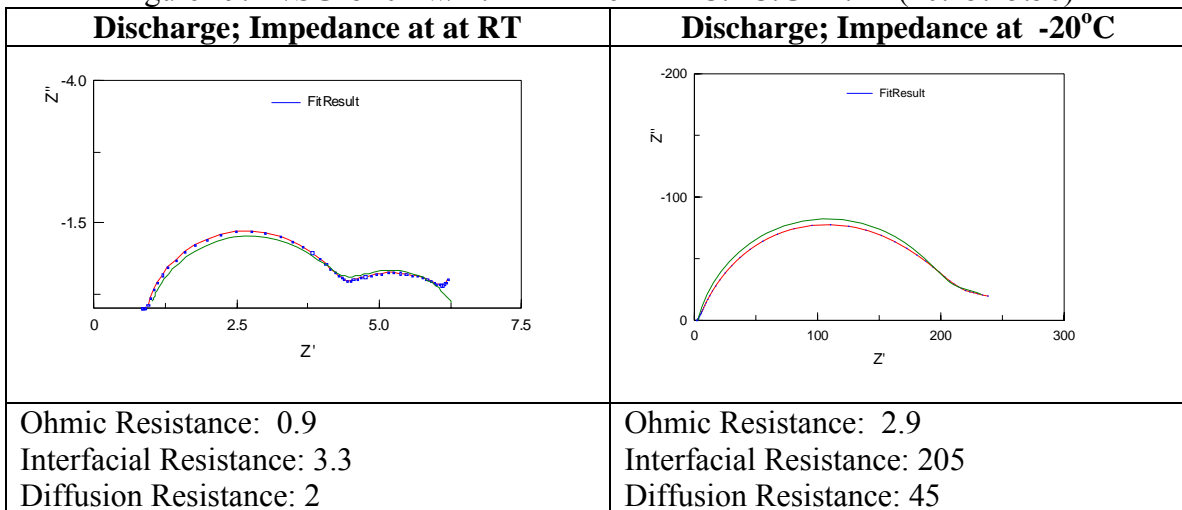 Discharge; Impedance at at RT
Discharge; Impedance at -20°C
-4.0
Z''
FitResult
-1.5
0
2.5
5.0
7.5
Z'
-200
Z''
FitResult
-100
0
0
100
200
300
Z'
Ohmic Resistance: 0.9
Interfacial Resistance: 3.3
Diffusion Resistance: 2
Ohmic Resistance: 2.9
Interfacial Resistance: 205
Diffusion Resistance: 45